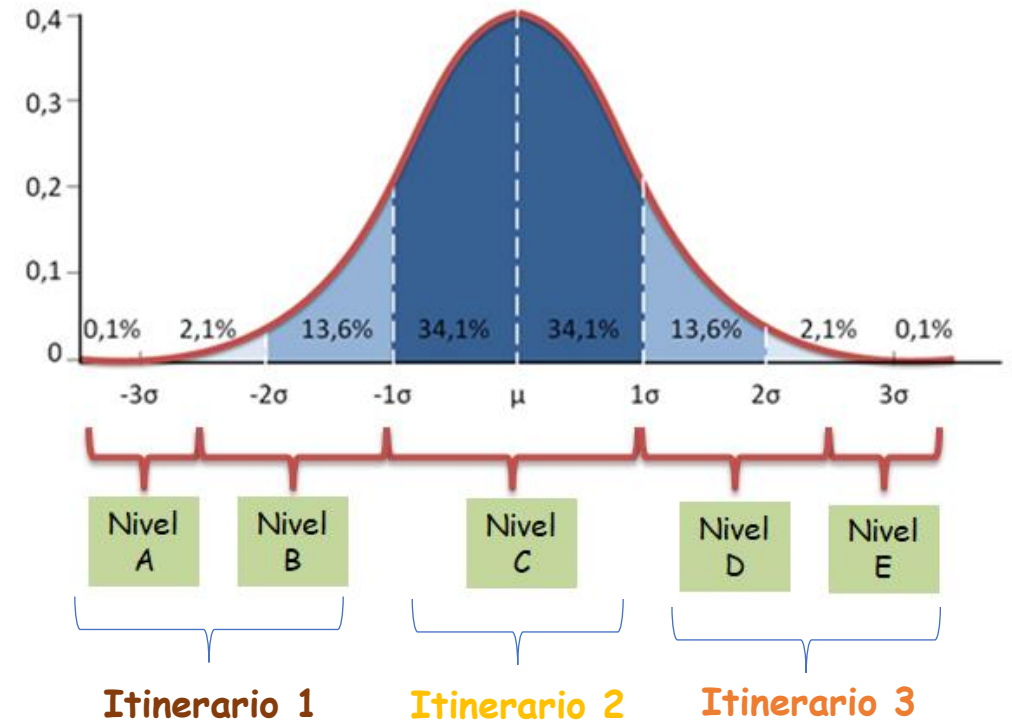 0,4
0,3
0,2
0,1
0
0,1% 2,1% 13,6% 34,1% 34,1% 13,6% 2,1% 0,1%
-3σ -2σ -1σ μ 1σ 2σ 3σ
Nivel
A
Nivel
B
Nivel
C
Nivel
D
Nivel
E
Itinerario 1
Itinerario 2
Itinerario 3